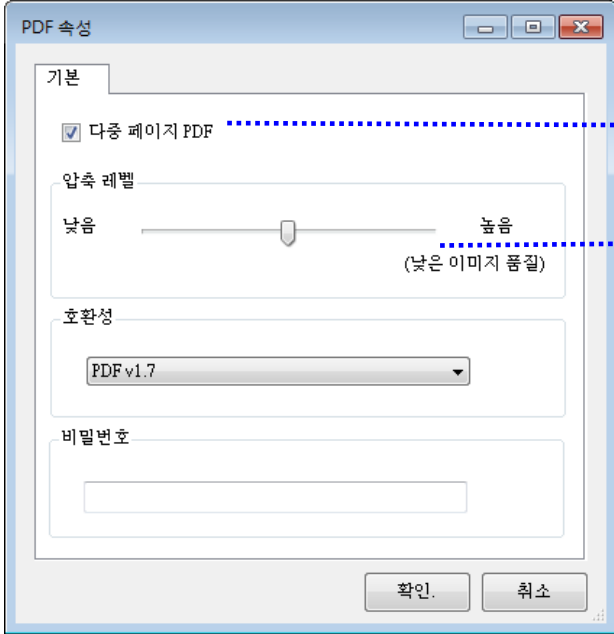 PDF 속성
기본
다중 페이지 PDF
압축 레벨
낮음
높음
(낮은 이미지 품질)
호환성
PDF v1.7
비밀번호
확인.
취소